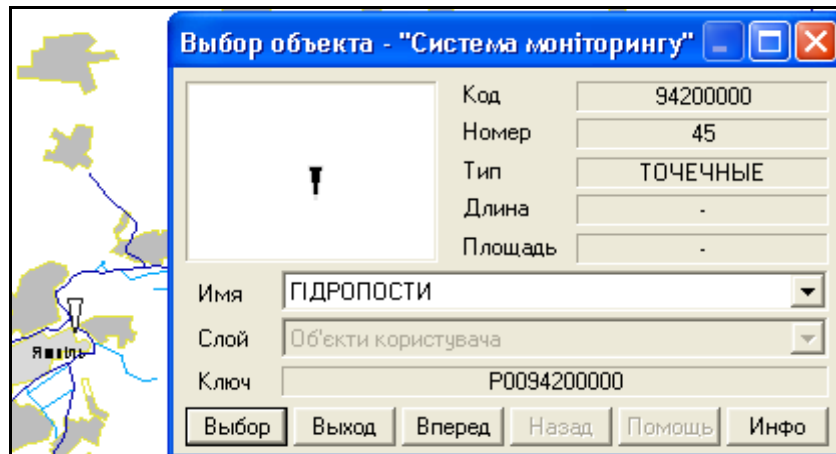 Выбор объекта - "Система моніторингу"
Код 94200000
Номер 45
Тип ТОЧЕЧНЫЕ
Длина -
Площадь -
Имя ГІДРОПОСТИ
Слой Об'єкти користувача
Ключ P0094200000
Выбор Выход Вперед Назад Помощь Инфо